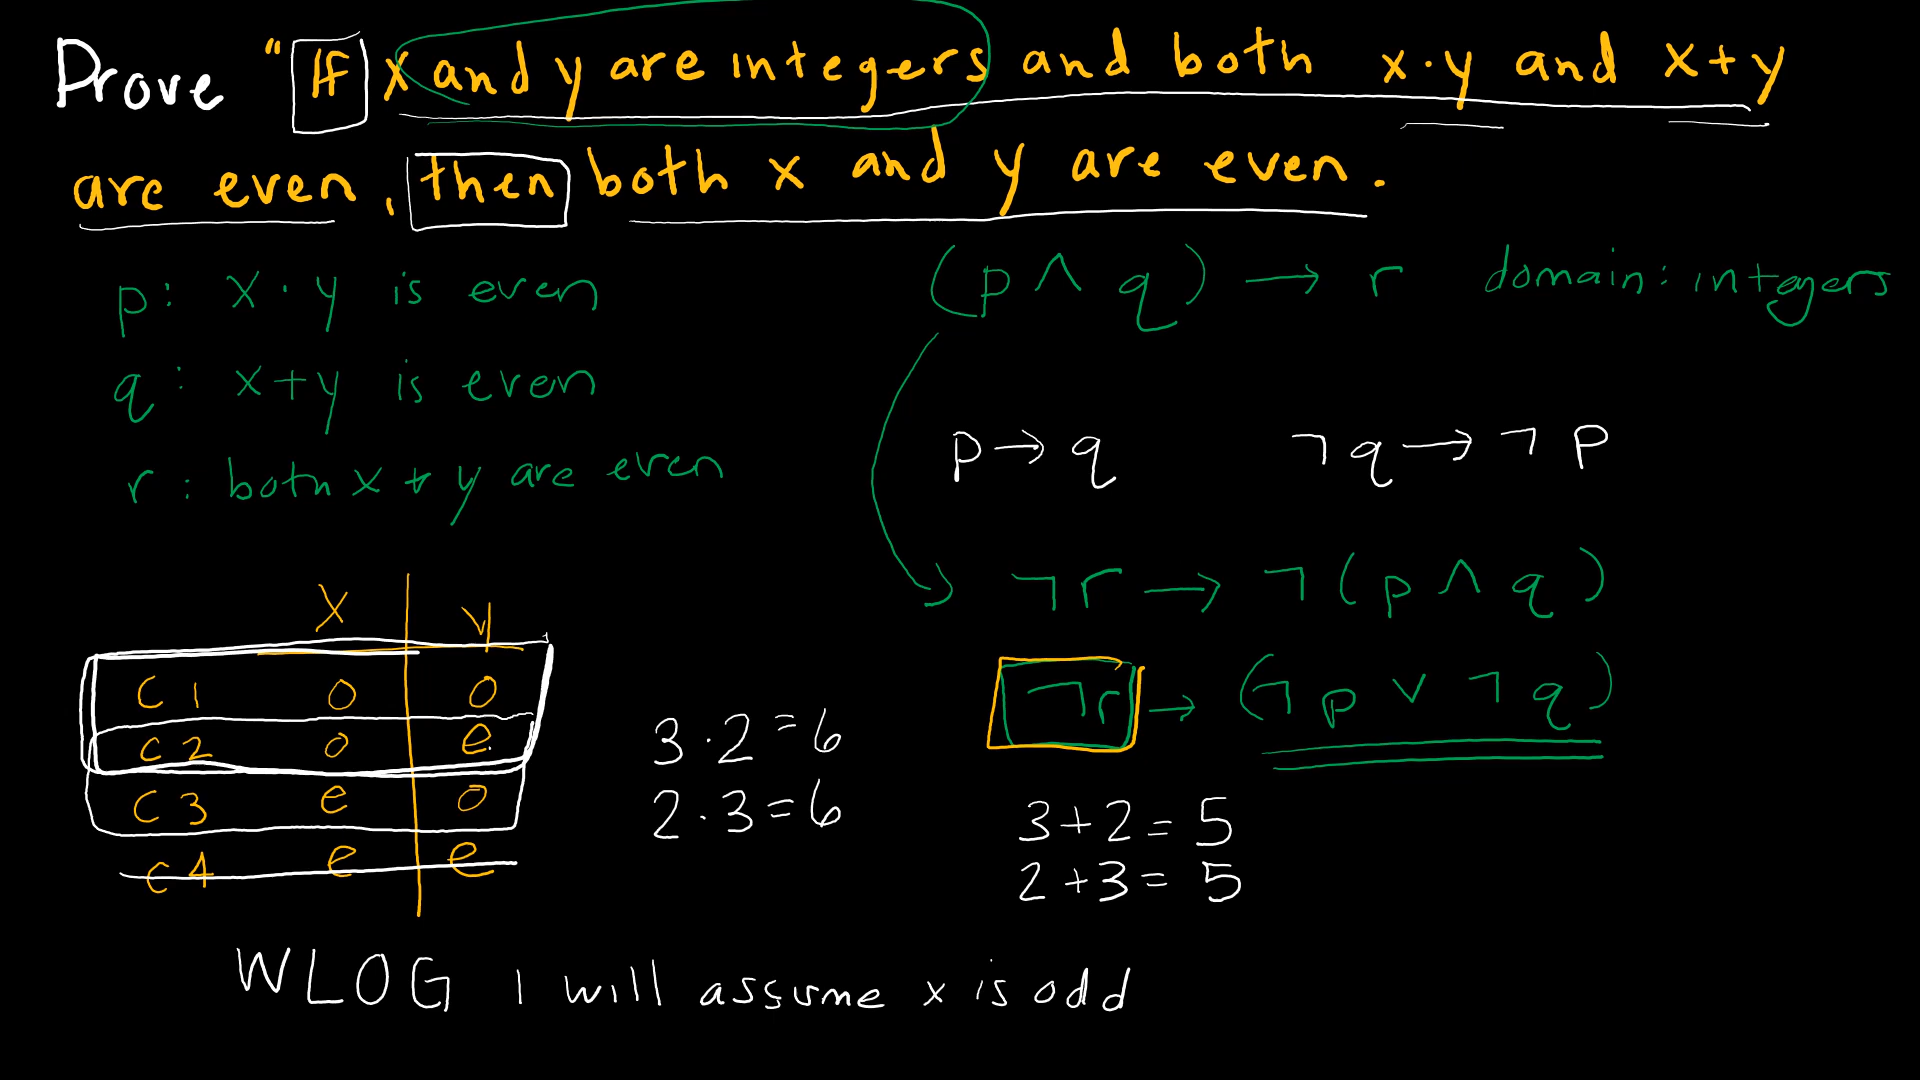 Prove "If x and y are integers and both x·y and x+y
are even, then both x and y are even.
p: x·y is even
(p ∧ q) → r domain: integers
q: x+y is even
p → q ¬q → ¬p
r: both x + y are even
¬r → ¬(p ∧ q)
x y
¬r → (¬p ∨ ¬q)
C1 o o
C2 o e
C3 e o
C4 e e
3·2=6
2·3=6
3+2=5
2+3=5
WLOG I will assume x is odd